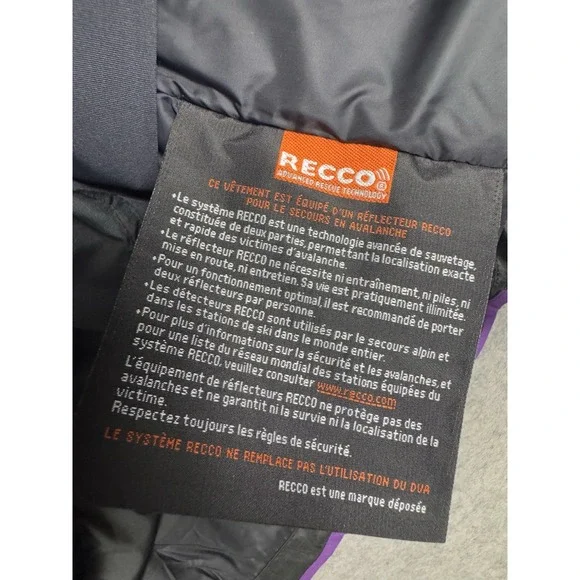 RECCO®
ADVANCED RESCUE TECHNOLOGY
CE VÊTEMENT EST ÉQUIPÉ D'UN RÉFLECTEUR RECCO
POUR LE SECOURS EN AVALANCHE
•Le système RECCO est une technologie avancée de sauvetage,
constituée de deux parties, permettant la localisation exacte
et rapide des victimes d'avalanche.
•Le réflecteur RECCO ne nécessite ni entraînement, ni piles, ni
mise en route, ni entretien. Sa vie est pratiquement illimitée.
•Pour un fonctionnement optimal, il est recommandé de porter
deux réflecteurs par personne.
•Les détecteurs RECCO sont utilisés par le secours alpin et
dans les stations de ski dans le monde entier.
•Pour plus d'informations sur la sécurité et les avalanches, et
pour une liste du réseau mondial des stations équipées du
système RECCO, veuillez consulter www.recco.com
L'équipement de réflecteurs RECCO ne protège pas des
avalanches et ne garantit ni la survie ni la localisation de la
victime.
Respectez toujours les règles de sécurité.
LE SYSTÈME RECCO NE REMPLACE PAS L'UTILISATION DU DVA
RECCO est une marque déposée